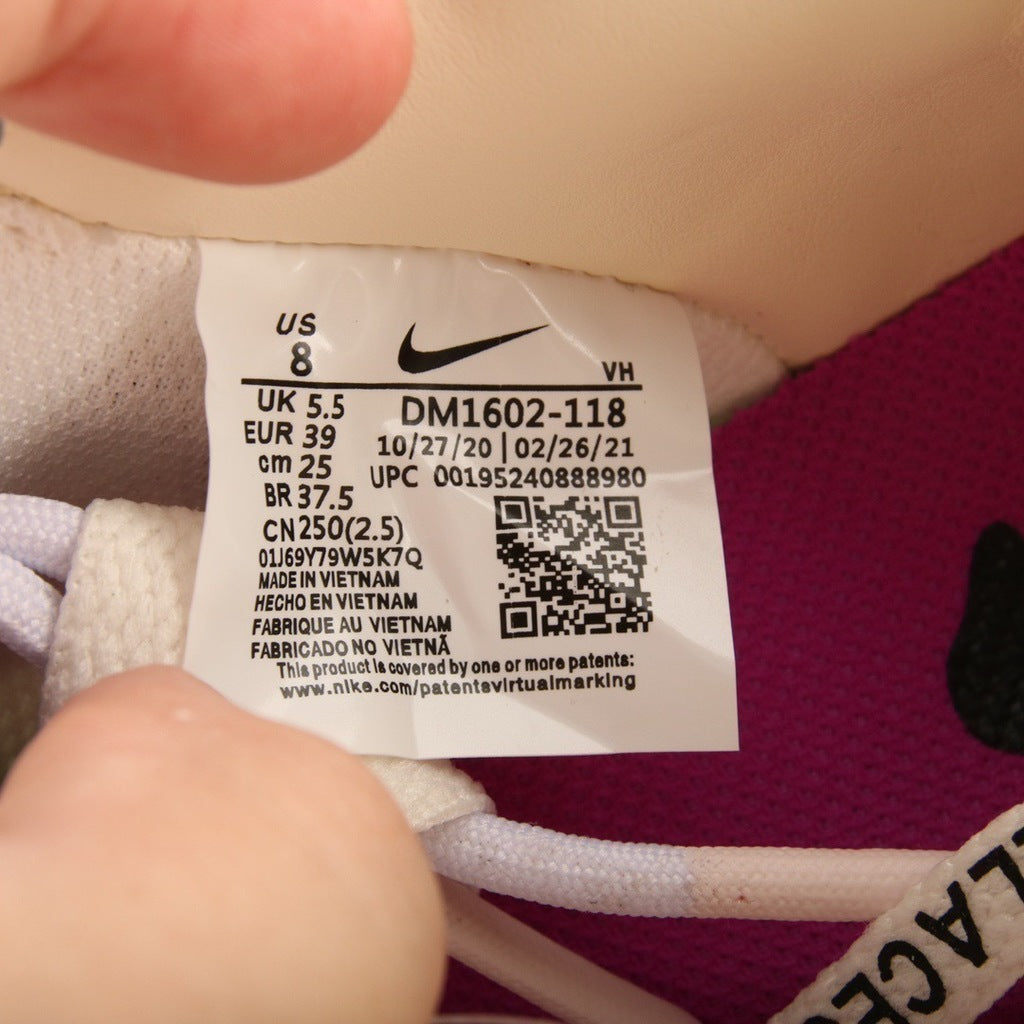 US
8
VH
UK 5.5
DM1602-118
EUR 39
10/27/20 | 02/26/21
cm 25
UPC 00195240888980
BR 37.5
CN 250(2.5)
01J69Y79W5K7Q
MADE IN VIETNAM
HECHO EN VIETNAM
FABRIQUE AU VIETNAM
FABRICADO NO VIETNÃ
This product is covered by one or more patents:
www.nike.com/patentsvirtualmarking